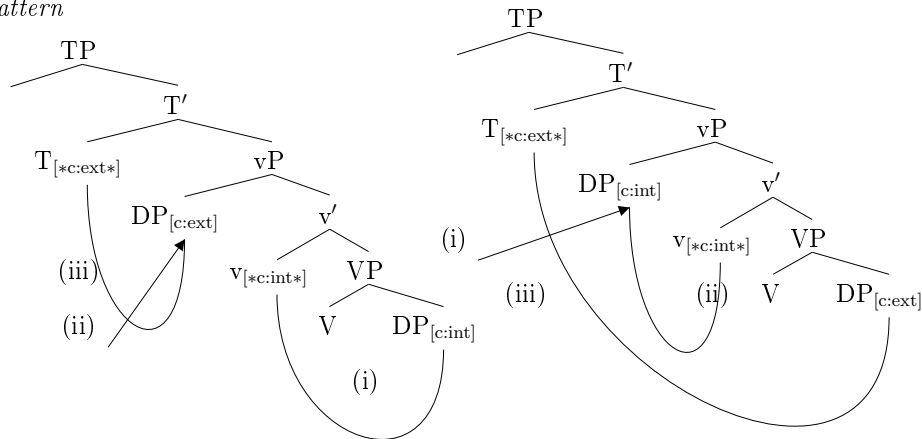 attern
TP
T′
T[∗c:ext∗] vP
DP[c:ext] v′
v[∗c:int∗] VP
V DP[c:int]
(iii)
(ii)
(i)
TP
T′
T[∗c:ext∗] vP
DP[c:int] v′
v[∗c:int∗] VP
V DP[c:ext]
(i)
(iii)
(ii)